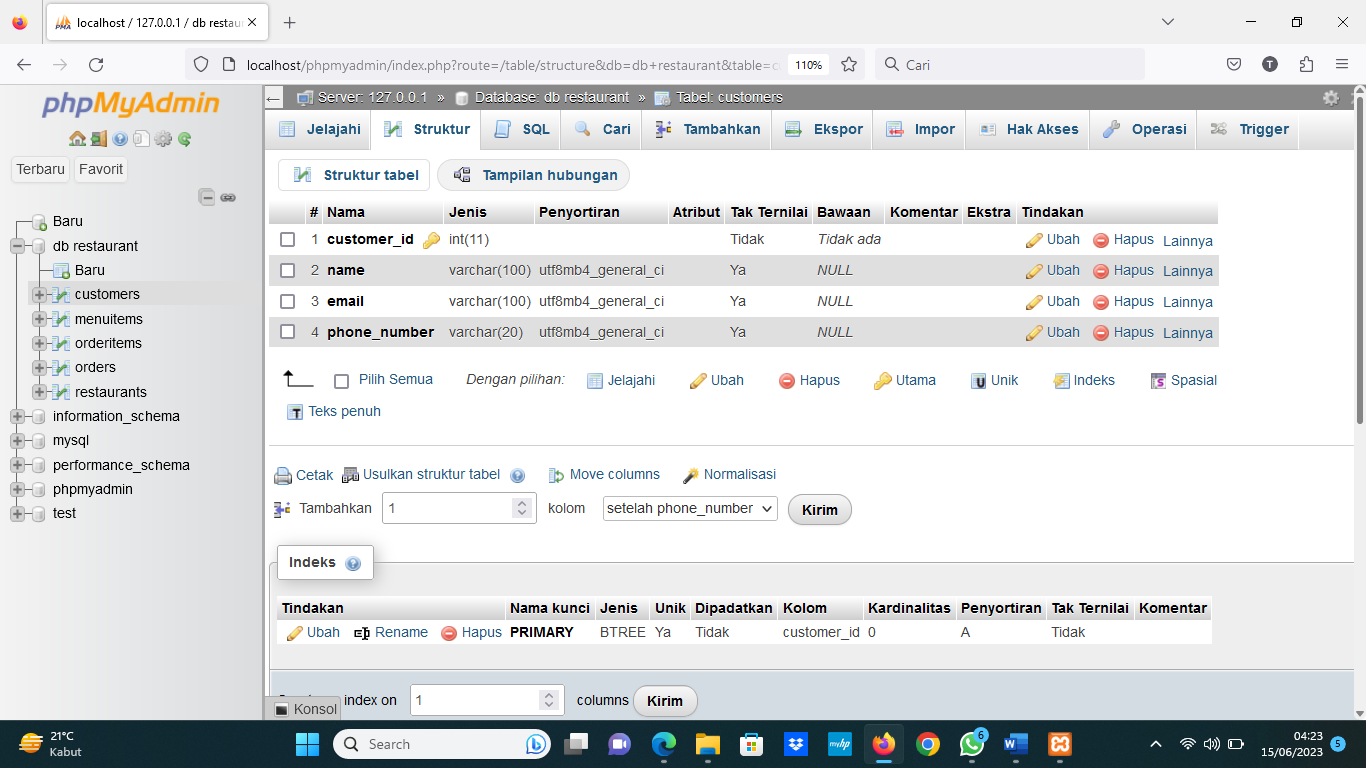 localhost / 127.0.0.1 / db restau
localhost/phpmyadmin/index.php?route=/table/structure&db=db+restaurant&table=c
110%
Cari
T
phpMyAdmin
Terbaru Favorit
Baru
db restaurant
Baru
customers
menuitems
orderitems
orders
restaurants
information_schema
mysql
performance_schema
phpmyadmin
test
Server: 127.0.0.1 » Database: db restaurant » Tabel: customers
Jelajahi Struktur SQL Cari Tambahkan Ekspor Impor Hak Akses Operasi Trigger
Struktur tabel Tampilan hubungan
# Nama Jenis Penyortiran Atribut Tak Ternilai Bawaan Komentar Ekstra Tindakan
1 customer_id int(11) Tidak Tidak ada Ubah Hapus Lainnya
2 name varchar(100) utf8mb4_general_ci Ya NULL Ubah Hapus Lainnya
3 email varchar(100) utf8mb4_general_ci Ya NULL Ubah Hapus Lainnya
4 phone_number varchar(20) utf8mb4_general_ci Ya NULL Ubah Hapus Lainnya
Pilih Semua Dengan pilihan: Jelajahi Ubah Hapus Utama Unik Indeks Spasial
Teks penuh
Cetak Usulkan struktur tabel Move columns Normalisasi
Tambahkan 1 kolom setelah phone_number Kirim
Indeks
Tindakan Nama kunci Jenis Unik Dipadatkan Kolom Kardinalitas Penyortiran Tak Ternilai Komentar
Ubah Rename Hapus PRIMARY BTREE Ya Tidak customer_id 0 A Tidak
index on 1 columns Kirim
Konsol
21°C
Kabut
Search
6
04:23
15/06/2023
5